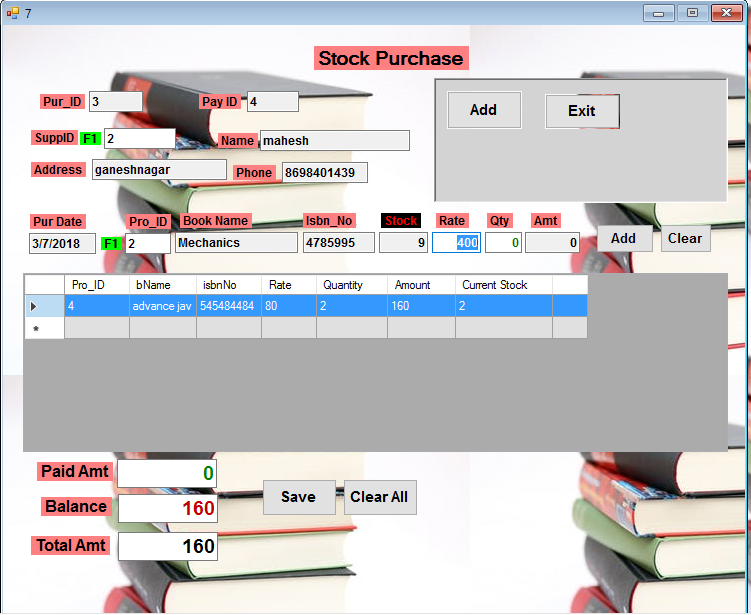 7
Stock Purchase
Pur_ID 3 Pay ID 4
Add Exit
SuppID F1 2 Name mahesh
Address ganeshnagar Phone 8698401439
Pur Date Pro_ID Book Name Isbn_No Stock Rate Qty Amt
3/7/2018 F1 2 Mechanics 4785995 9 400 0 0 Add Clear
Pro_ID bName isbnNo Rate Quantity Amount Current Stock
4 advance jav 545484484 80 2 160 2
*
Paid Amt 0
Balance 160 Save Clear All
Total Amt 160